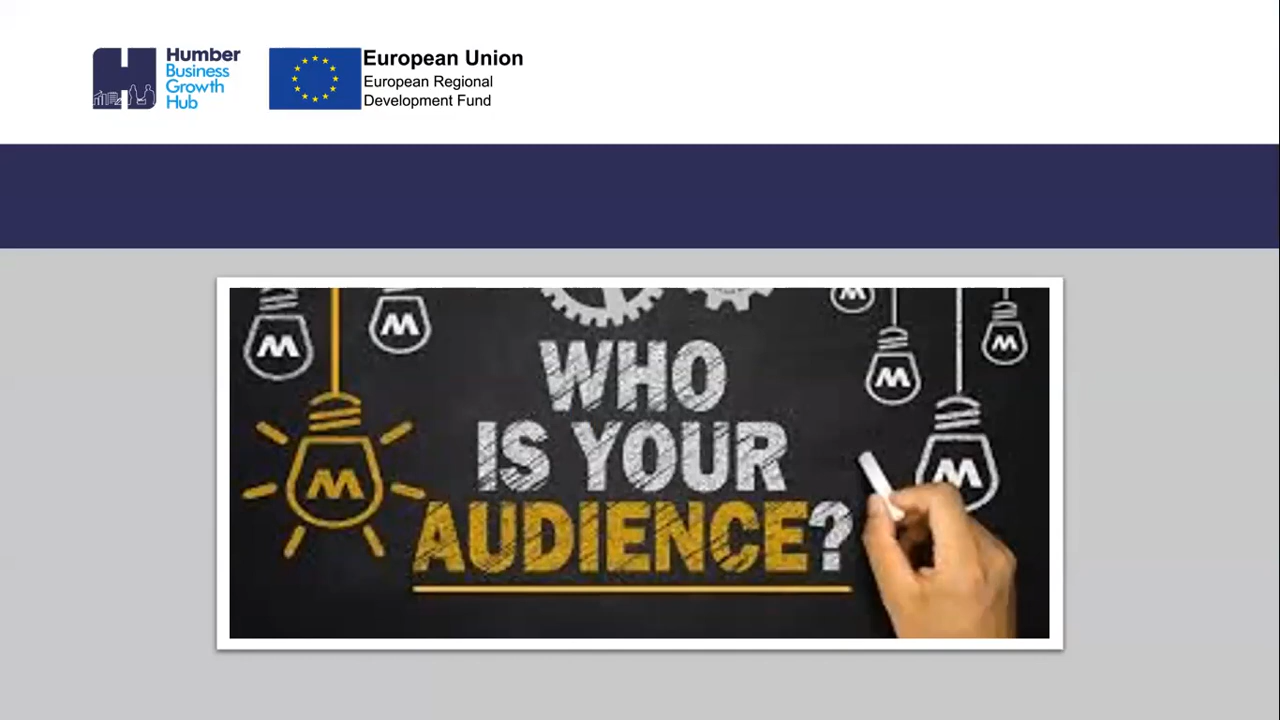 Humber
Business
Growth
Hub
European Union
European Regional
Development Fund
WHO
IS YOUR
AUDIENCE?